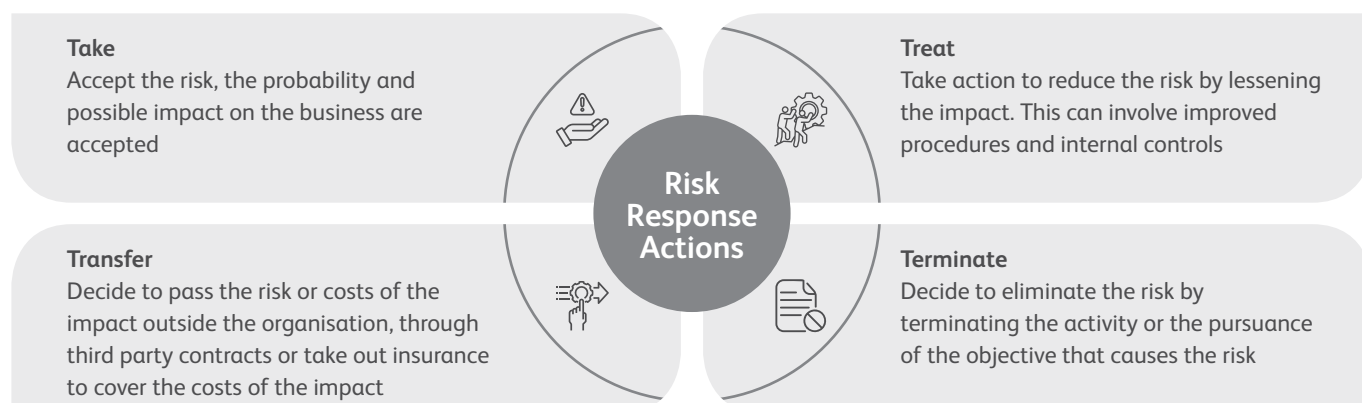 Take
Accept the risk, the probability and
possible impact on the business are
accepted
Treat
Take action to reduce the risk by lessening
the impact. This can involve improved
procedures and internal controls
Risk
Response
Actions
Transfer
Decide to pass the risk or costs of the
impact outside the organisation, through
third party contracts or take out insurance
to cover the costs of the impact
Terminate
Decide to eliminate the risk by
terminating the activity or the pursuance
of the objective that causes the risk